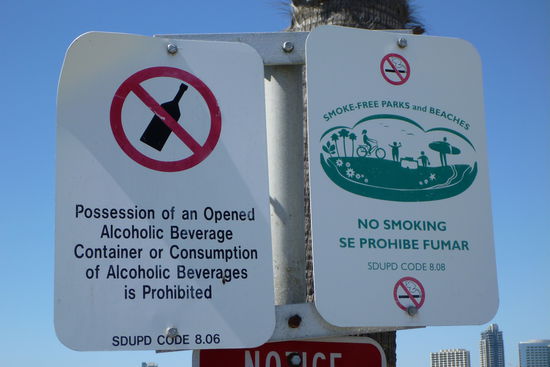 Possession of an Opened
Alcoholic Beverage
Container or Consumption
of Alcoholic Beverages
is Prohibited
SDUPD CODE 8.06
SMOKE-FREE PARKS and BEACHES
NO SMOKING
SE PROHIBE FUMAR
SDUPD CODE 8.08
NOTICE